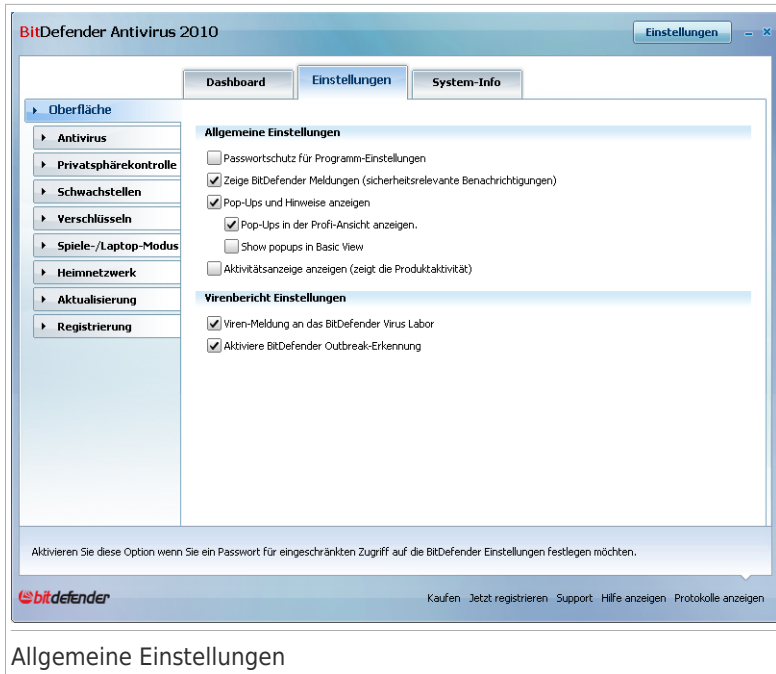 BitDefender Antivirus 2010
Einstellungen
Dashboard
Einstellungen
System-Info
Oberfläche
Antivirus
Privatsphärekontrolle
Schwachstellen
Verschlüsseln
Spiele-/Laptop-Modus
Heimnetzwerk
Aktualisierung
Registrierung
Allgemeine Einstellungen
Passwortschutz für Programm-Einstellungen
Zeige BitDefender Meldungen (sicherheitsrelevante Benachrichtigungen)
Pop-Ups und Hinweise anzeigen
Pop-Ups in der Profi-Ansicht anzeigen.
Show popups in Basic View
Aktivitätsanzeige anzeigen (zeigt die Produktaktivität)
Virenbericht Einstellungen
Viren-Meldung an das BitDefender Virus Labor
Aktiviere BitDefender Outbreak-Erkennung
Aktivieren Sie diese Option wenn Sie ein Passwort für eingeschränkten Zugriff auf die BitDefender Einstellungen festlegen möchten.
bitdefender
Kaufen Jetzt registrieren Support Hilfe anzeigen Protokolle anzeigen
Allgemeine Einstellungen